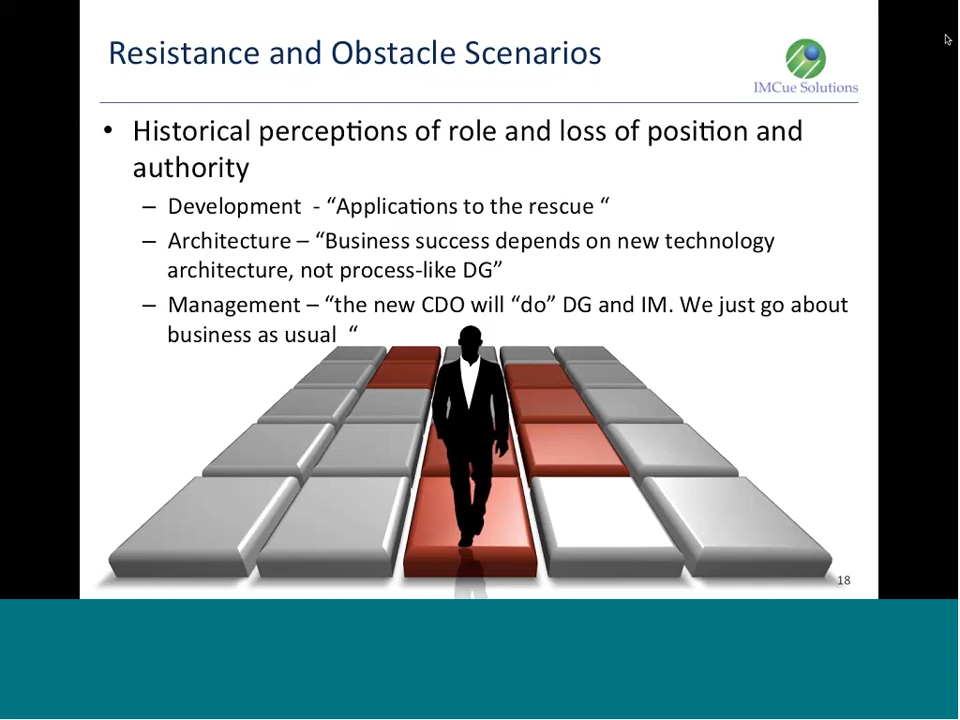 Resistance and Obstacle Scenarios
IMCue Solutions
• Historical perceptions of role and loss of position and
authority
– Development  - “Applications to the rescue “
– Architecture – “Business success depends on new technology
architecture, not process-like DG”
– Management – “the new CDO will “do” DG and IM. We just go about
business as usual  “
18